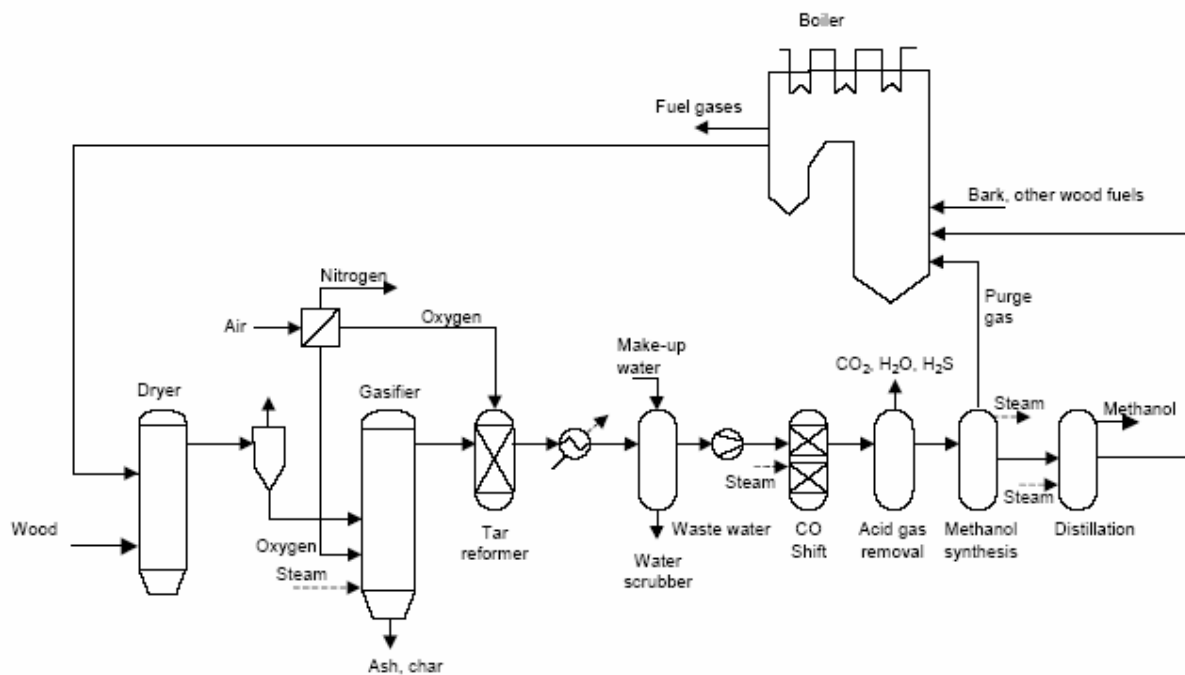 Boiler
Fuel gases
Bark, other wood fuels
Nitrogen
Purge
gas
Air
Oxygen
Make-up
water
CO2, H2O, H2S
Dryer
Gasifier
Steam
Methanol
Steam
Steam
Wood
Oxygen
Tar
reformer
Waste water
CO
Shift
Acid gas
removal
Methanol
synthesis
Distillation
Water
scrubber
Steam
Ash, char